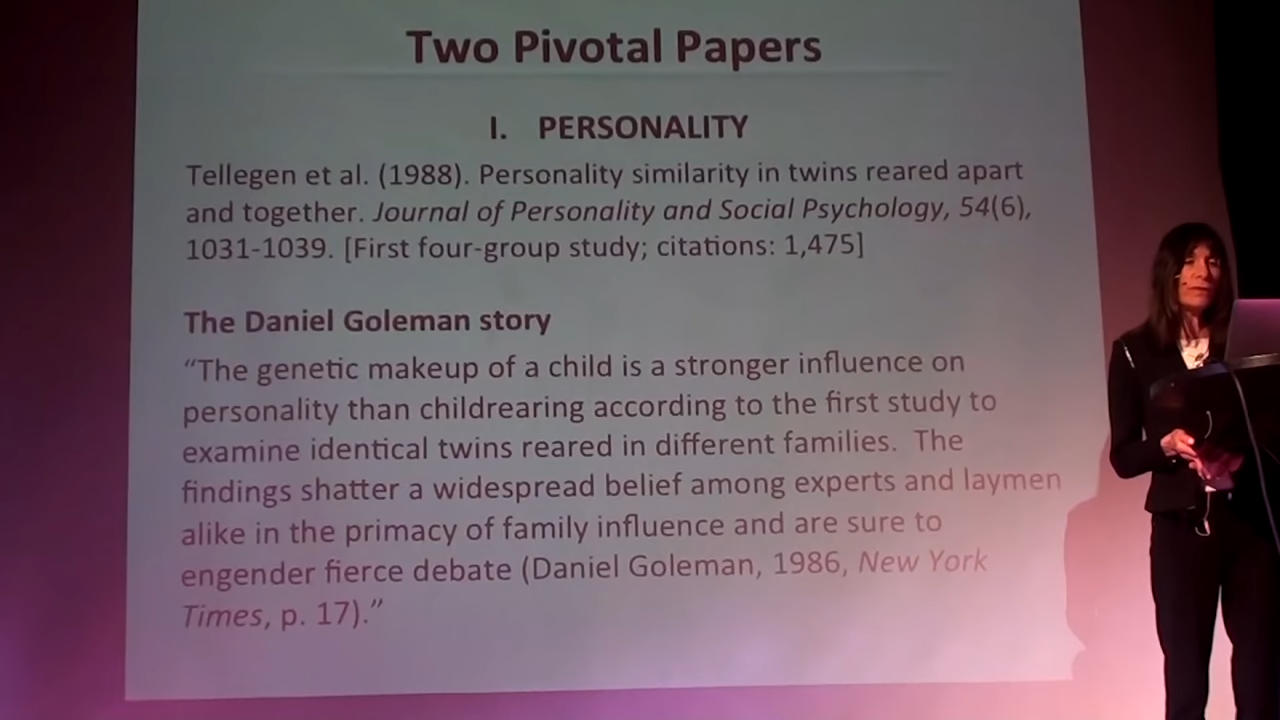 Two Pivotal Papers
I. PERSONALITY
Tellegen et al. (1988). Personality similarity in twins reared apart
and together. Journal of Personality and Social Psychology, 54(6),
1031-1039. [First four-group study; citations: 1,475]
The Daniel Goleman story
“The genetic makeup of a child is a stronger influence on
personality than childrearing according to the first study to
examine identical twins reared in different families. The
findings shatter a widespread belief among experts and laymen
alike in the primacy of family influence and are sure to
engender fierce debate (Daniel Goleman, 1986, New York
Times, p. 17).”